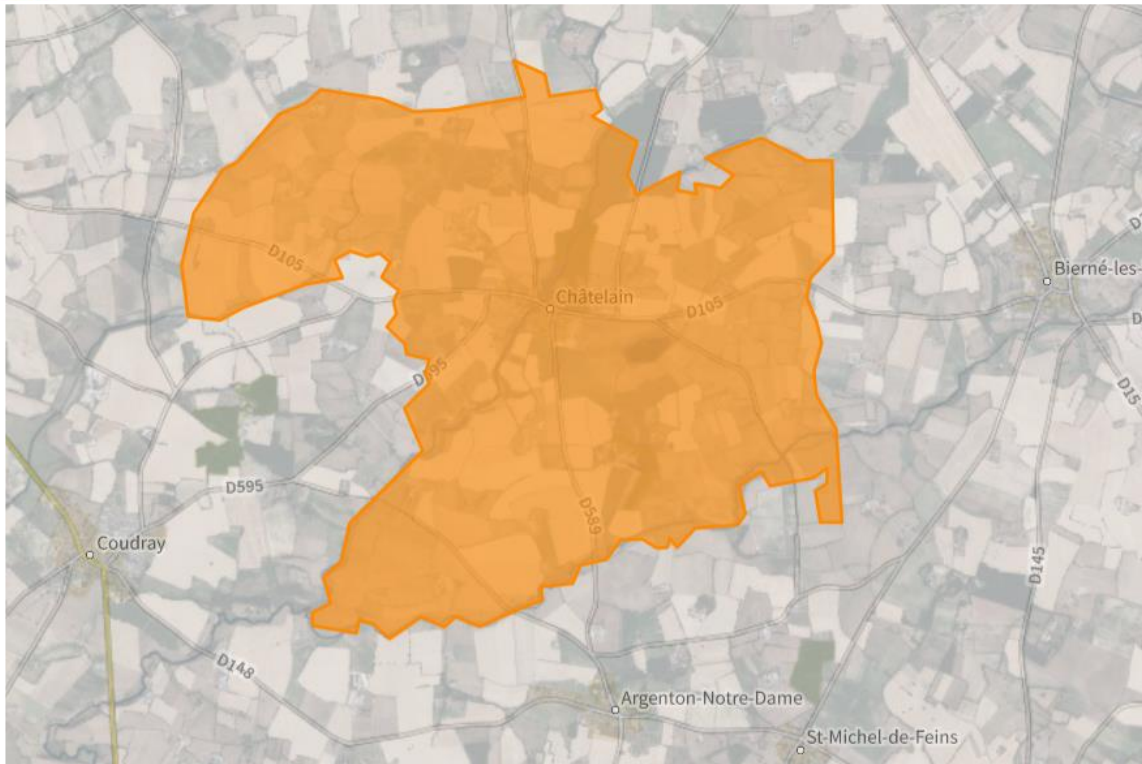 D105
Bierné-les-
D
Châtelain
D105
D
D595
D15
D595
D589
Coudray
D145
D148
Argenton-Notre-Dame
St-Michel-de-Feins